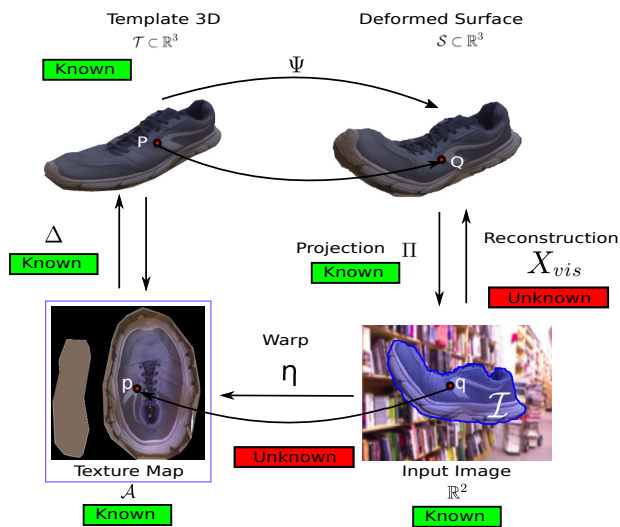 Template 3D
𝒯 ⊂ ℝ³
Known
Deformed Surface
𝒮 ⊂ ℝ³
Ψ
P
Q
Δ
Known
Projection Π
Known
Reconstruction
X_vis
Unknown
Warp
η
p
q
ℐ
Unknown
Texture Map
𝒜
Known
Input Image
ℝ²
Known